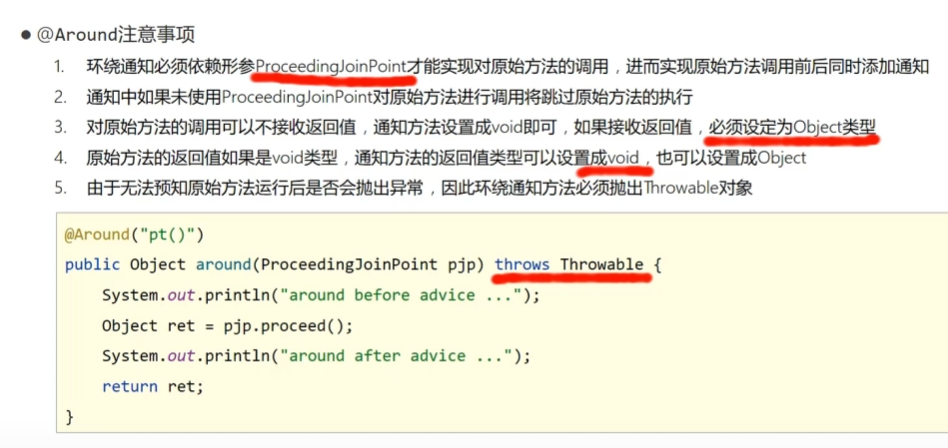 ● @Around注意事项
1. 环绕通知必须依赖形参ProceedingJoinPoint才能实现对原始方法的调用，进而实现原始方法调用前后同时添加通知
2. 通知中如果未使用ProceedingJoinPoint对原始方法进行调用将跳过原始方法的执行
3. 对原始方法的调用可以不接收返回值，通知方法设置成void即可，如果接收返回值，必须设定为Object类型
4. 原始方法的返回值如果是void类型，通知方法的返回值类型可以设置成void，也可以设置成Object
5. 由于无法预知原始方法运行后是否会抛出异常，因此环绕通知方法必须抛出Throwable对象
@Around("pt()")
public Object around(ProceedingJoinPoint pjp) throws Throwable {
System.out.println("around before advice ...");
Object ret = pjp.proceed();
System.out.println("around after advice ...");
return ret;
}